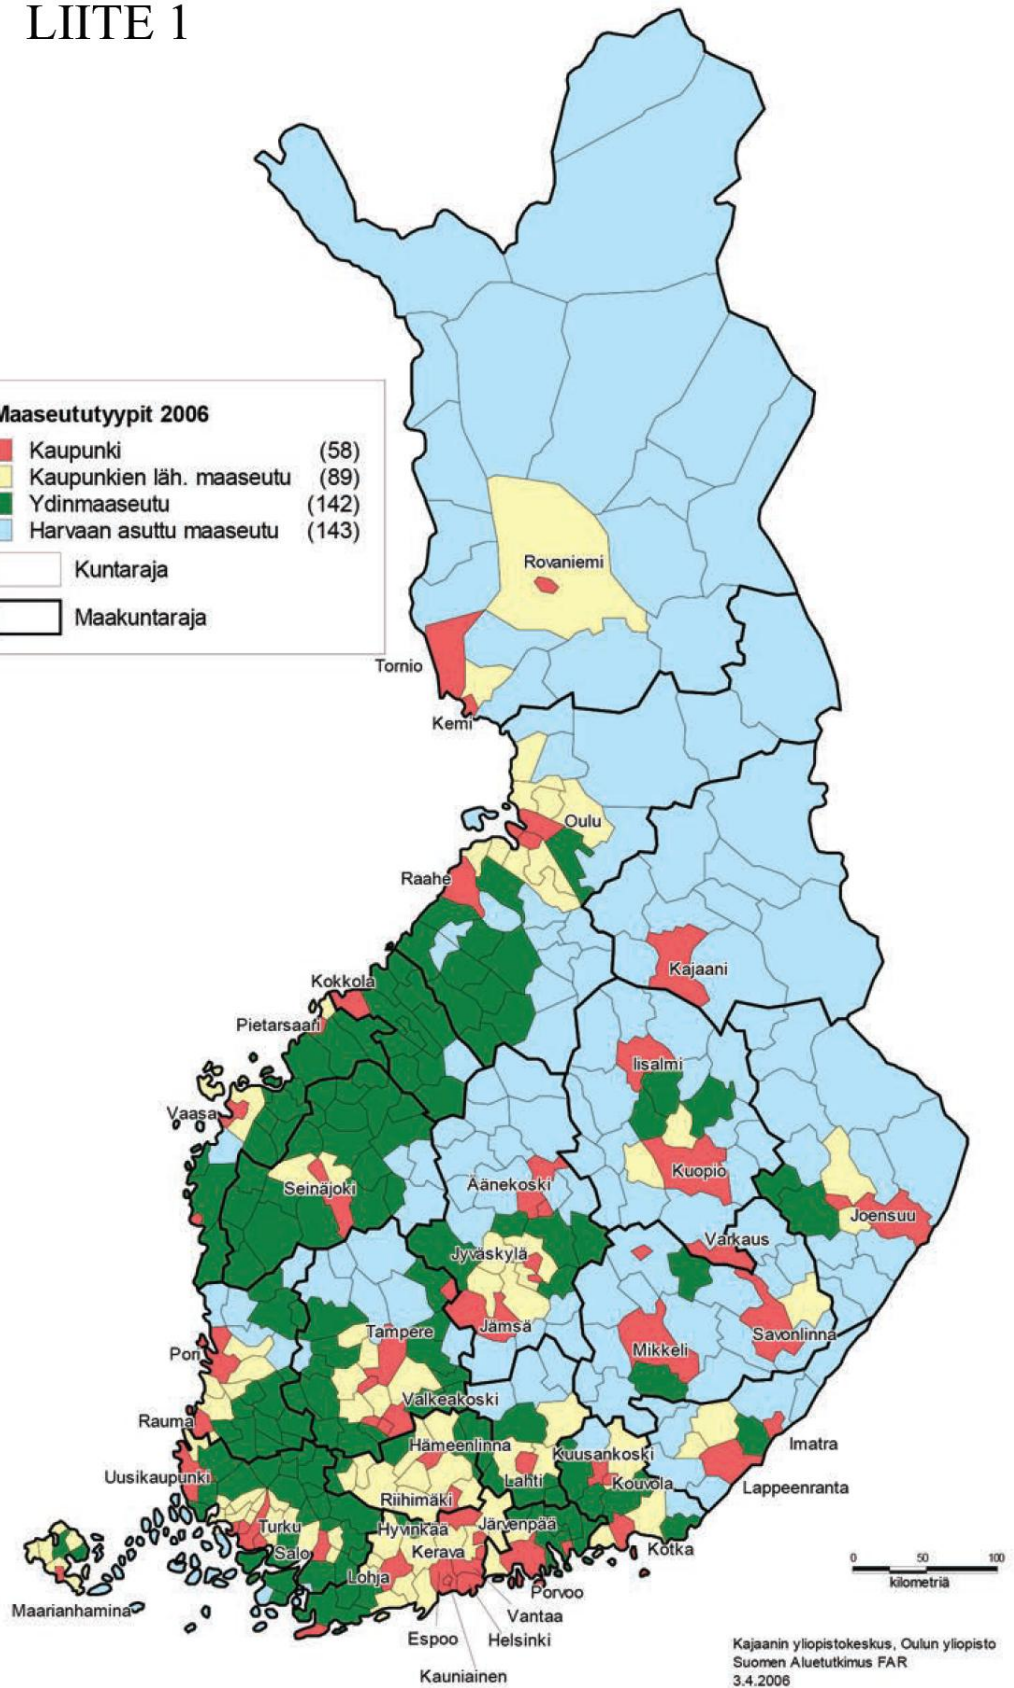 LIITE 1
Maaseututyypit 2006
Kaupunki (58)
Kaupunkien läh. maaseutu (89)
Ydinmaaseutu (142)
Harvaan asuttu maaseutu (143)
Kuntaraja
Maakuntaraja
Rovaniemi
Tornio
Kemi
Oulu
Raahe
Kajaani
Kokkola
Pietarsaari
Iisalmi
Vaasa
Kuopio
Seinäjoki
Äänekoski
Joensuu
Varkaus
Jyväskylä
Jämsä
Tampere
Savonlinna
Mikkeli
Pori
Valkeakoski
Rauma
Imatra
Hämeenlinna
Kuusankoski
Uusikaupunki
Lahti
Kouvola
Lappeenranta
Riihimäki
Turku
Hyvinkää
Järvenpää
Salo
Kerava
Kotka
Lohja
Porvoo
Maarianhamina
Vantaa
Espoo
Helsinki
Kauniainen
0 50 100
kilometriä
Kajaanin yliopistokeskus, Oulun yliopisto
Suomen Aluetutkimus FAR
3.4.2006